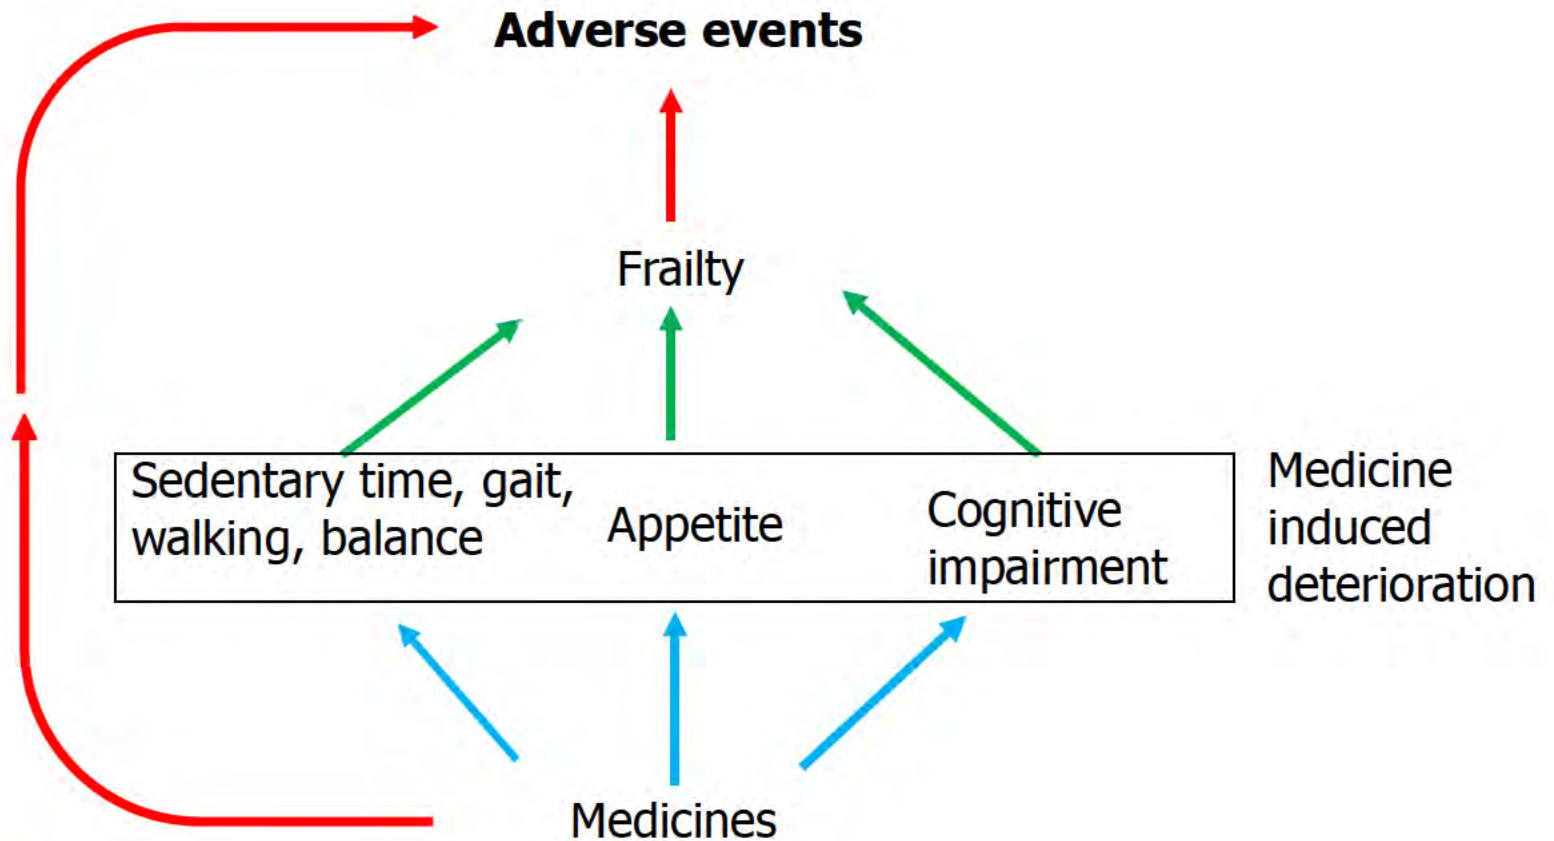 Adverse events
Frailty
Sedentary time, gait,
walking, balance
Appetite
Cognitive
impairment
Medicine
induced
deterioration
Medicines